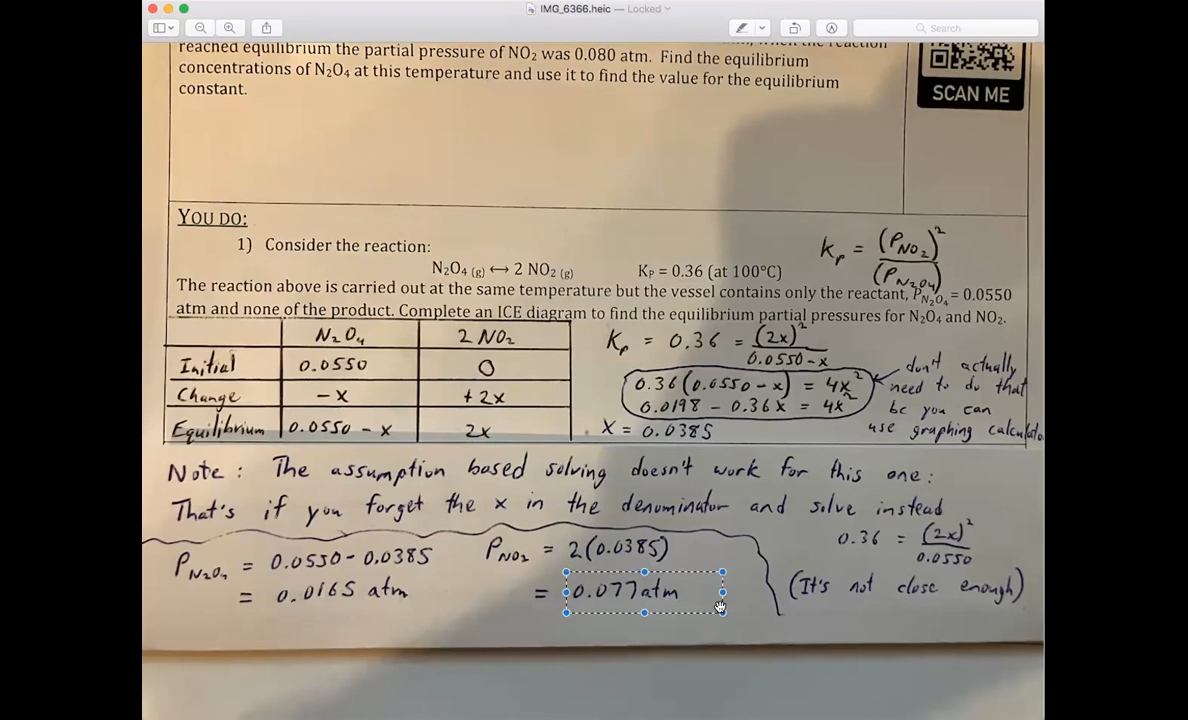 IMG_6366.heic — Locked
Search
reached equilibrium the partial pressure of NO₂ was 0.080 atm. Find the equilibrium
concentrations of N₂O₄ at this temperature and use it to find the value for the equilibrium
constant.
SCAN ME
YOU DO:
1) Consider the reaction:
N₂O₄ (g) ↔ 2 NO₂ (g) KP = 0.36 (at 100°C)
Kp = (PNO₂)² / (PN₂O₄)
The reaction above is carried out at the same temperature but the vessel contains only the reactant, PN₂O₄ = 0.0550
atm and none of the product. Complete an ICE diagram to find the equilibrium partial pressures for N₂O₄ and NO₂.
N₂O₄ 2 NO₂
Initial 0.0550 0
Change -x +2x
Equilibrium 0.0550 - x 2x
Kp = 0.36 = (2x)² / 0.0550-x
0.36(0.0550-x) = 4x²
0.0198 - 0.36x = 4x²
x = 0.0385
don't actually
need to do that
bc you can
use graphing calculator
Note: The assumption based solving doesn't work for this one:
That's if you forget the x in the denominator and solve instead
0.36 = (2x)² / 0.0550
(It's not close enough)
PN₂O₄ = 0.0550-0.0385
= 0.0165 atm
PNO₂ = 2(0.0385)
= 0.077atm